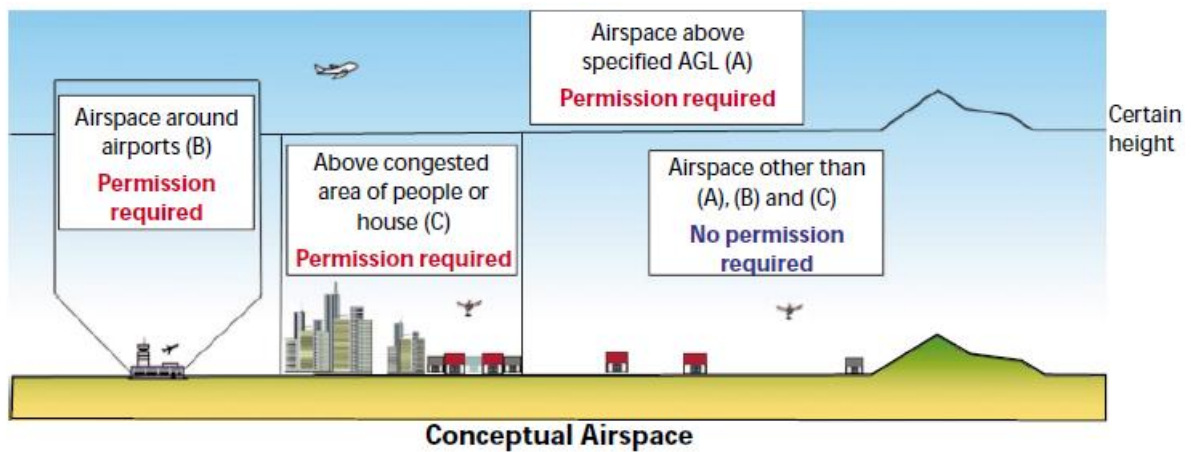 Airspace above
specified AGL (A)
Permission required
Airspace around
airports (B)
Permission
required
Above congested
area of people or
house (C)
Permission required
Airspace other than
(A), (B) and (C)
No permission
required
Certain
height
Conceptual Airspace